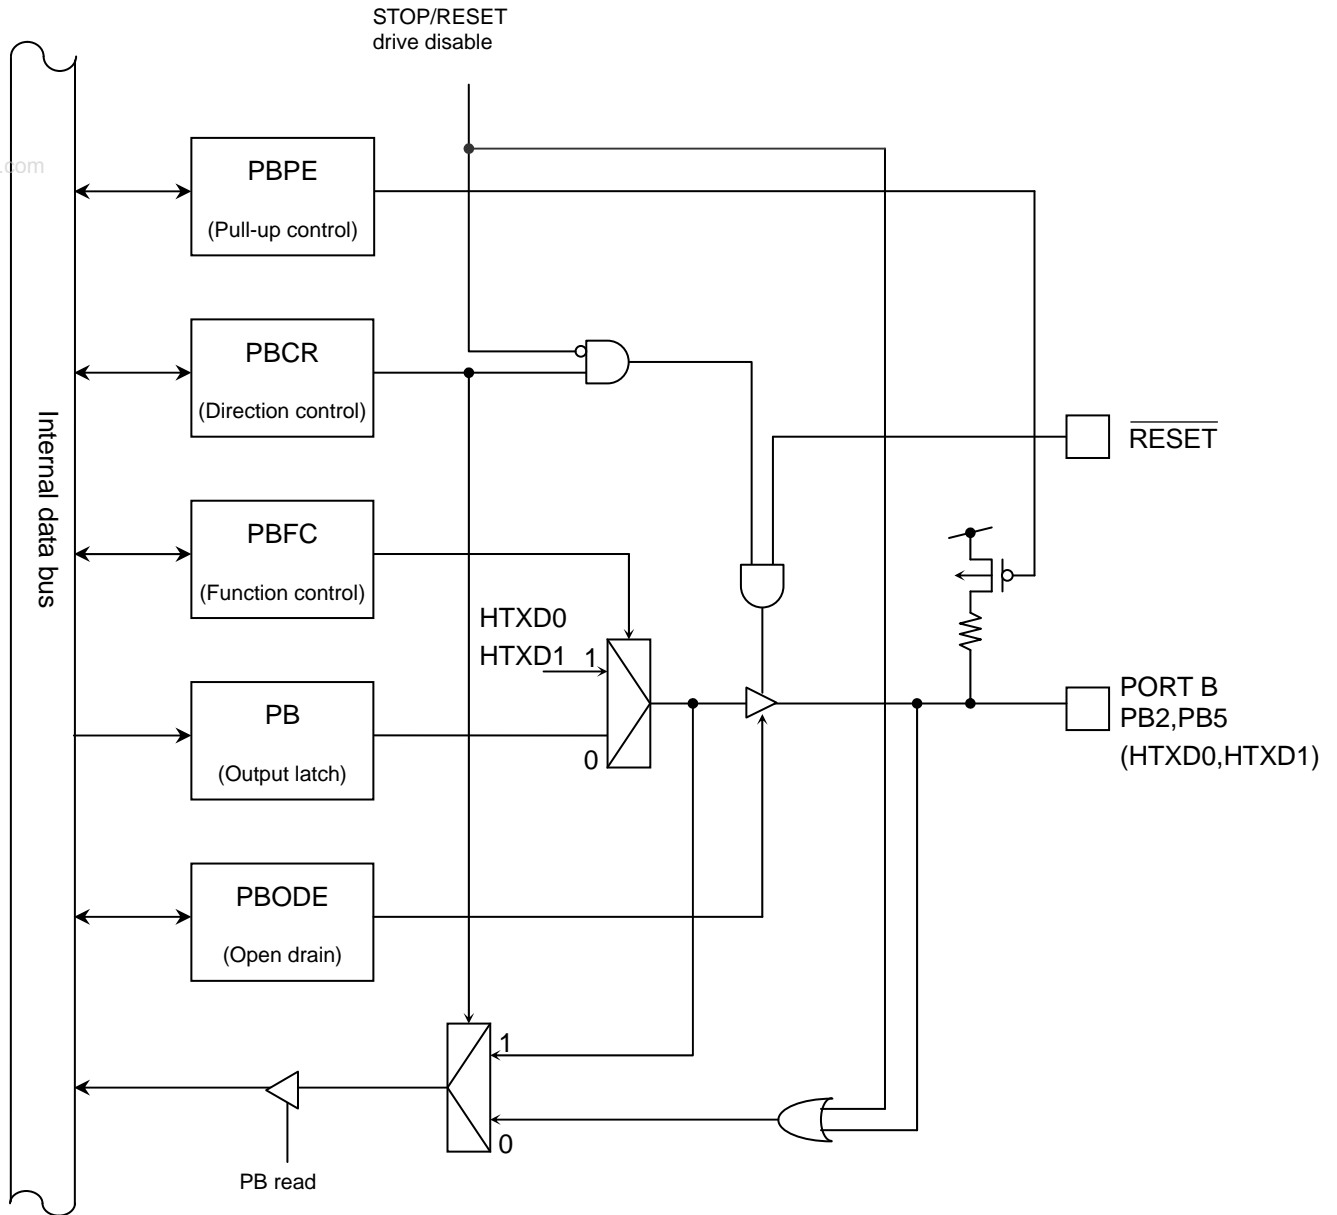 STOP/RESET
drive disable
.com
PBPE
(Pull-up control)
PBCR
(Direction control)
RESET
Internal data bus
PBFC
(Function control)
HTXD0
HTXD1
1
PB
(Output latch)
0
PORT B
PB2,PB5
(HTXD0,HTXD1)
PBODE
(Open drain)
1
0
PB read